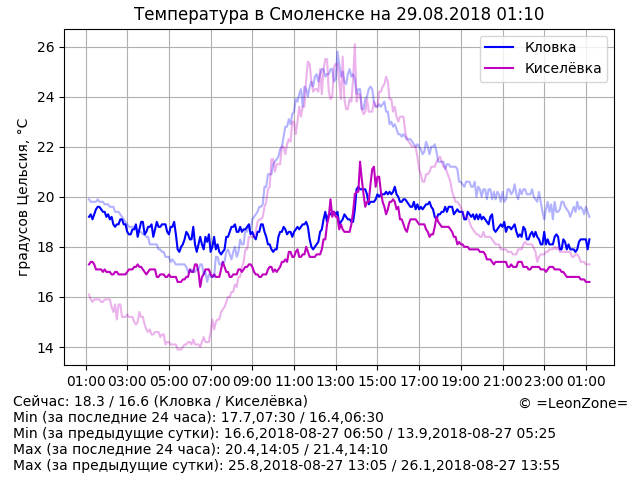 Температура в Смоленске на 29.08.2018 01:10
градусов Цельсия, °C
26
24
22
20
18
16
14
Кловка
Киселёвка
01:00 03:00 05:00 07:00 09:00 11:00 13:00 15:00 17:00 19:00 21:00 23:00 01:00
Сейчас: 18.3 / 16.6 (Кловка / Киселёвка)
© =LeonZone=
Min (за последние 24 часа): 17.7,07:30 / 16.4,06:30
Min (за предыдущие сутки): 16.6,2018-08-27 06:50 / 13.9,2018-08-27 05:25
Max (за последние 24 часа): 20.4,14:05 / 21.4,14:10
Max (за предыдущие сутки): 25.8,2018-08-27 13:05 / 26.1,2018-08-27 13:55